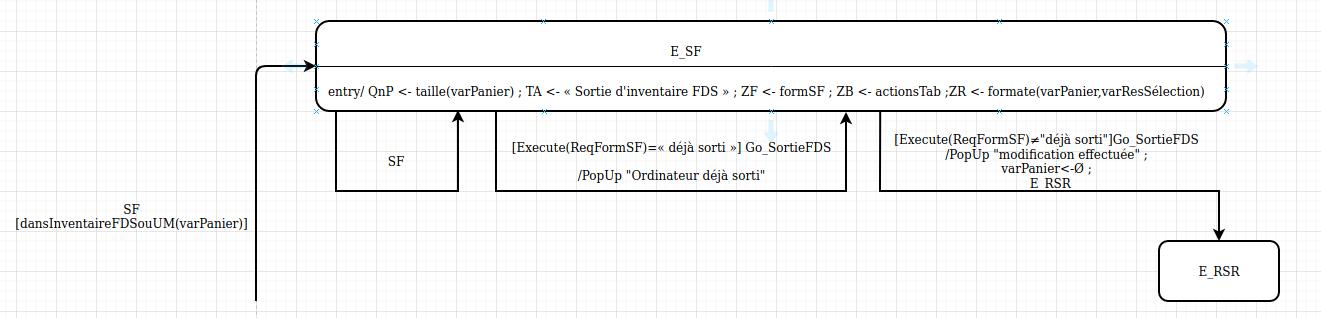 E_SF
entry/ QnP <- taille(varPanier) ; TA <- « Sortie d'inventaire FDS » ; ZF <- formSF ; ZB <- actionsTab ;ZR <- formate(varPanier,varResSélection)
SF
[Execute(ReqFormSF)=« déjà sorti »] Go_SortieFDS
/PopUp "Ordinateur déjà sorti"
[Execute(ReqFormSF)≠"déjà sorti"]Go_SortieFDS
/PopUp "modification effectuée" ;
varPanier<-Ø ;
E_RSR
SF
[dansInventaireFDSouUM(varPanier)]
E_RSR